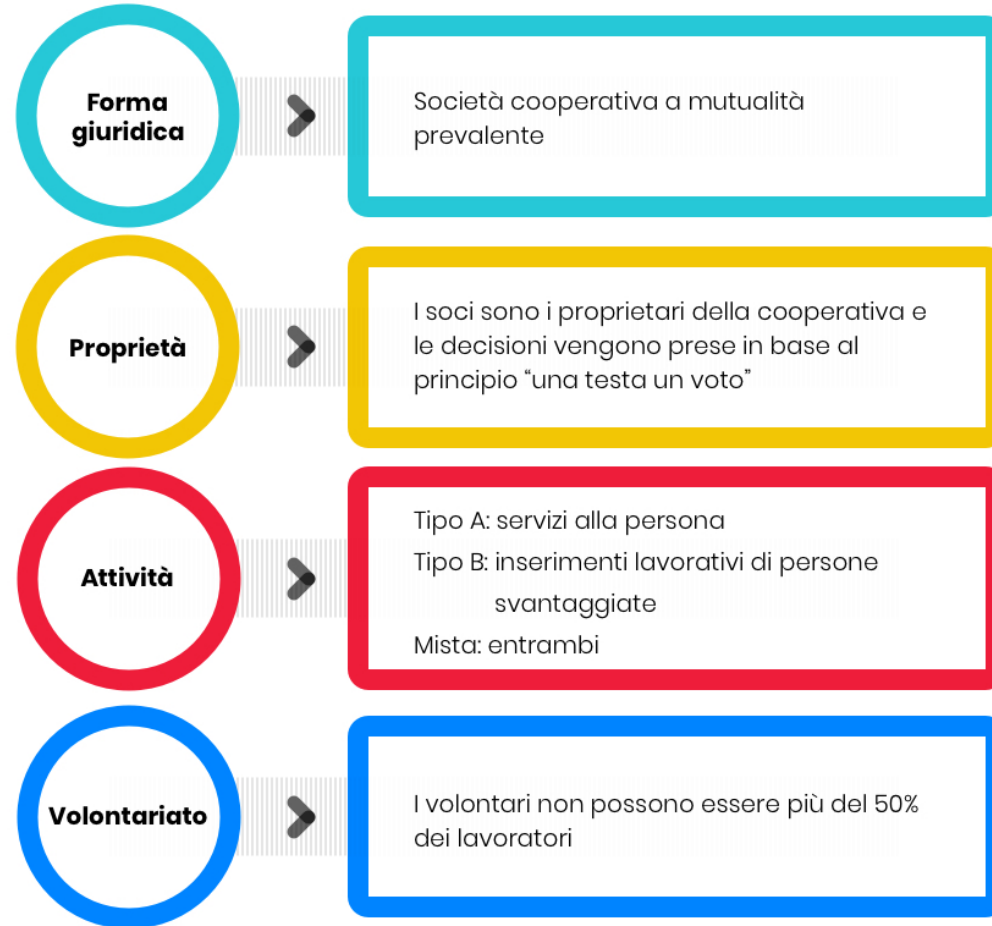 Forma
giuridica
Società cooperativa a mutualità
prevalente
Proprietà
I soci sono i proprietari della cooperativa e
le decisioni vengono prese in base al
principio “una testa un voto”
Attività
Tipo A: servizi alla persona
Tipo B: inserimenti lavorativi di persone
svantaggiate
Mista: entrambi
Volontariato
I volontari non possono essere più del 50%
dei lavoratori